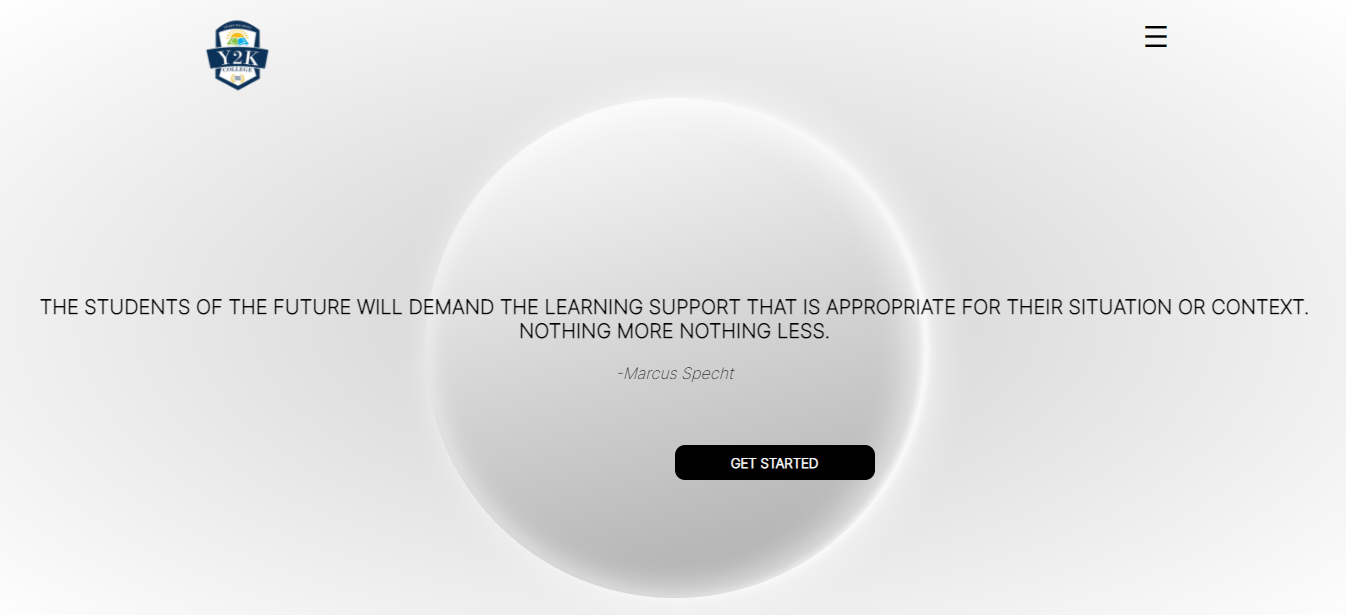 Y2K
COLLEGE
THE STUDENTS OF THE FUTURE WILL DEMAND THE LEARNING SUPPORT THAT IS APPROPRIATE FOR THEIR SITUATION OR CONTEXT.
NOTHING MORE NOTHING LESS.
-Marcus Specht
GET STARTED